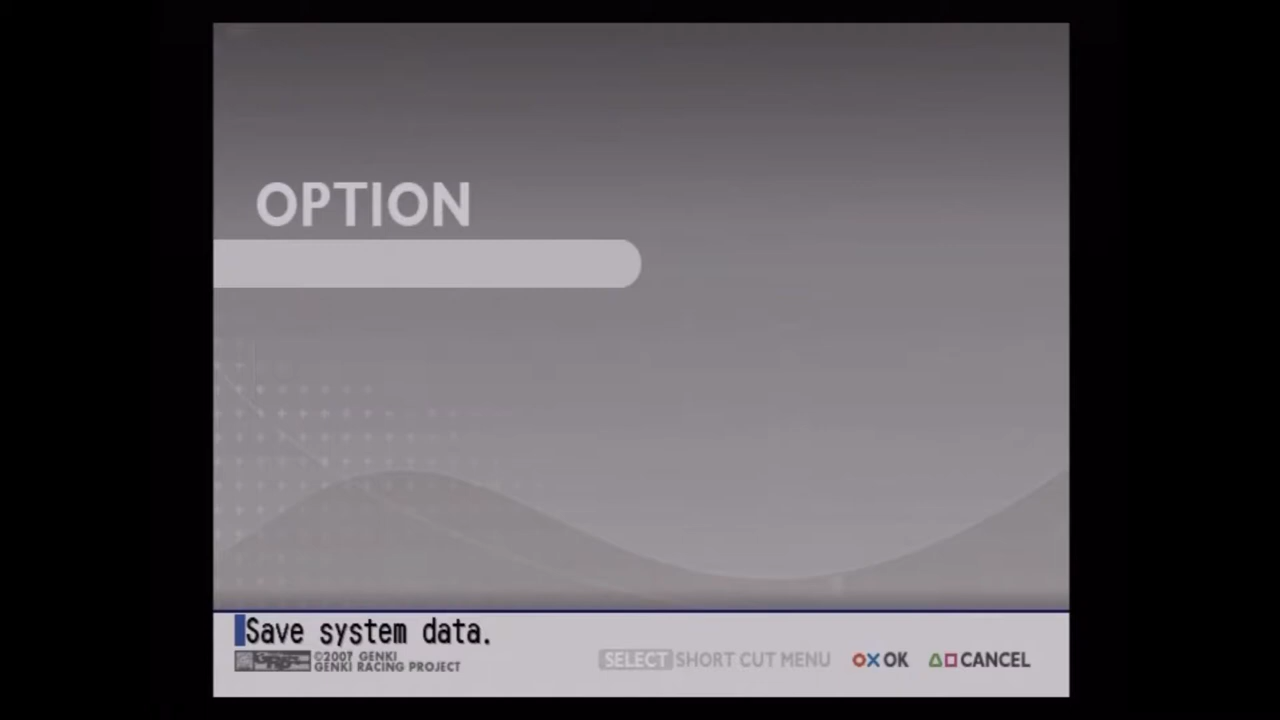 OPTION
Save system data.
©2007 GENKI
GENKI RACING PROJECT
SELECT SHORT CUT MENU
OK
CANCEL